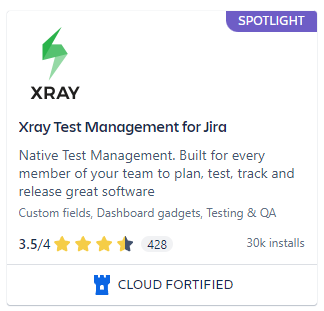 SPOTLIGHT
XRAY
Xray Test Management for Jira
Native Test Management. Built for every
member of your team to plan, test, track and
release great software
Custom fields, Dashboard gadgets, Testing & QA
3.5/4 428 30k installs
CLOUD FORTIFIED